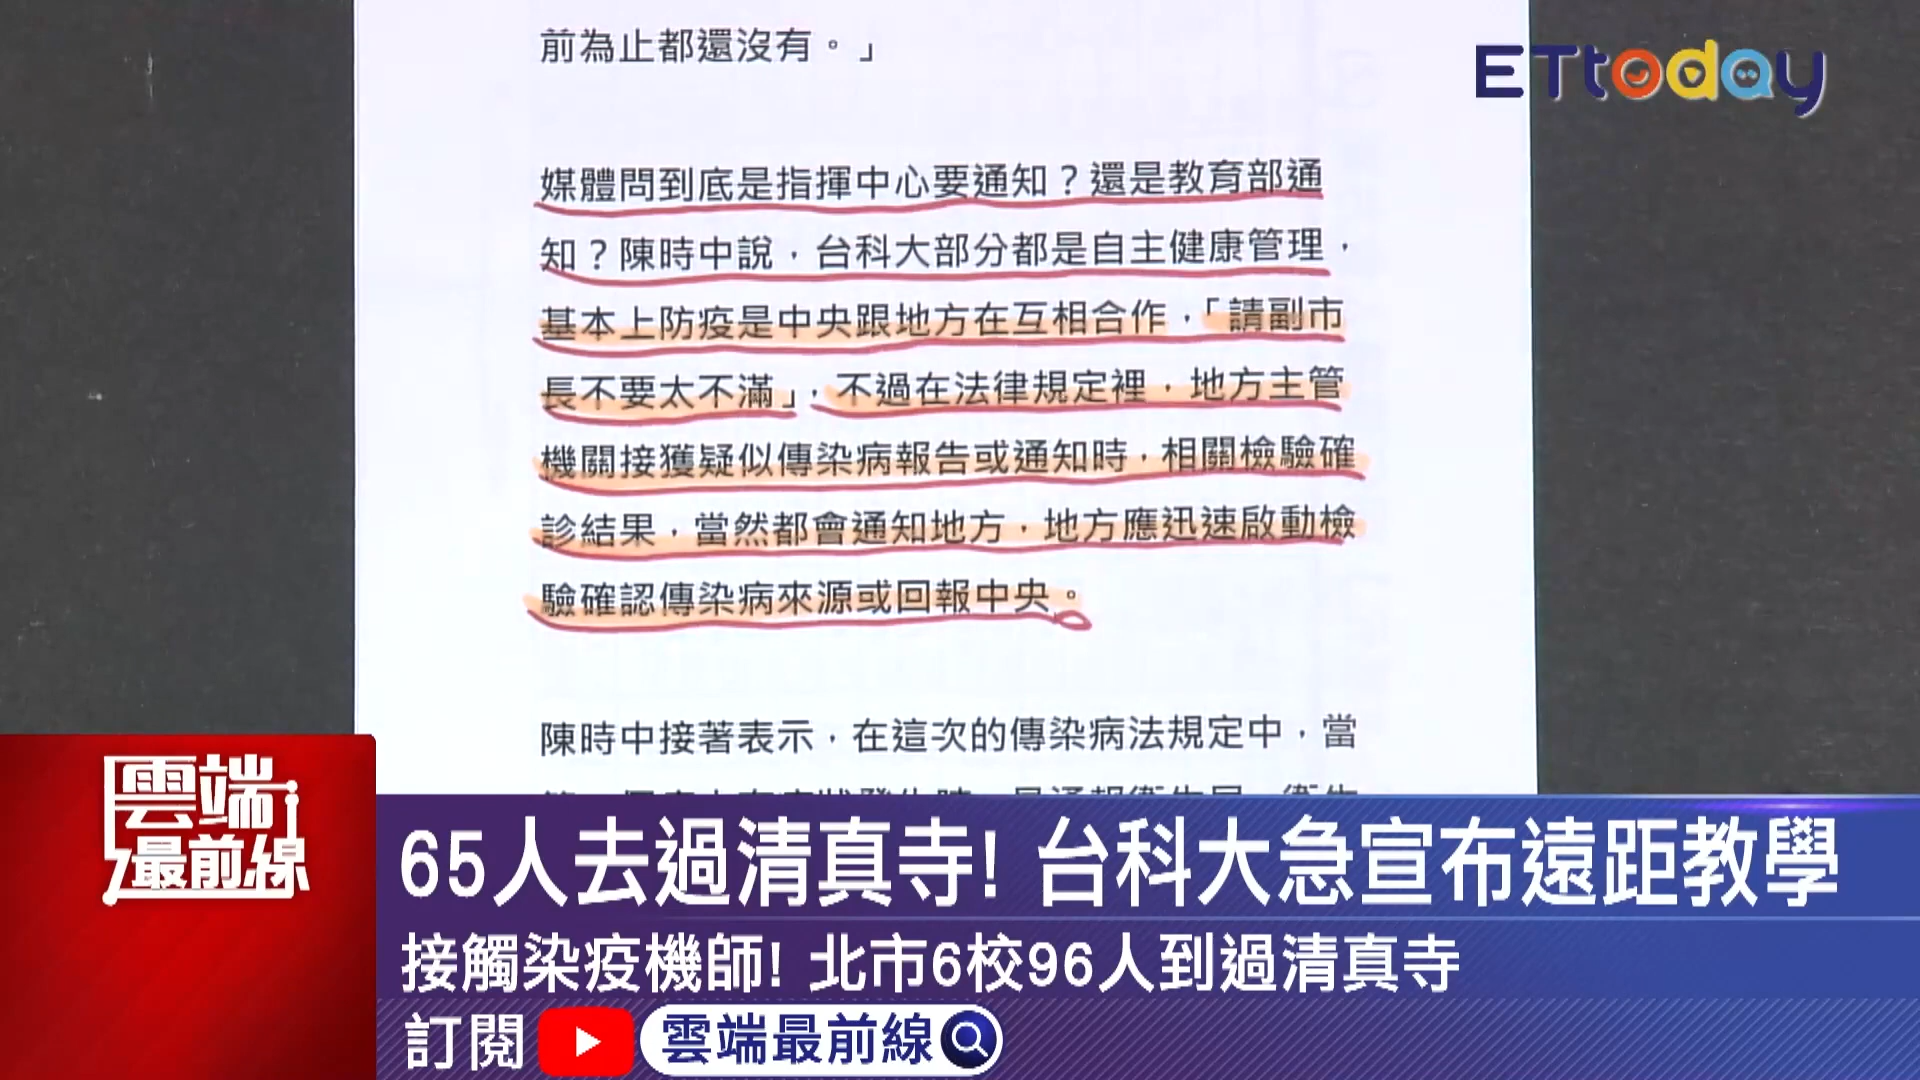 前為止都還沒有。」
ETtoday
媒體問到底是指揮中心要通知？還是教育部通
知？陳時中說，台科大部分都是自主健康管理，
基本上防疫是中央跟地方在互相合作，「請副市
長不要太不滿」，不過在法律規定裡，地方主管
機關接獲疑似傳染病報告或通知時，相關檢驗確
診結果，當然都會通知地方，地方應迅速啟動檢
驗確認傳染病來源或回報中央。
陳時中接著表示，在這次的傳染病法規定中，當
雲端
最前線
65人去過清真寺! 台科大急宣布遠距教學
接觸染疫機師! 北市6校96人到過清真寺
訂閱 雲端最前線